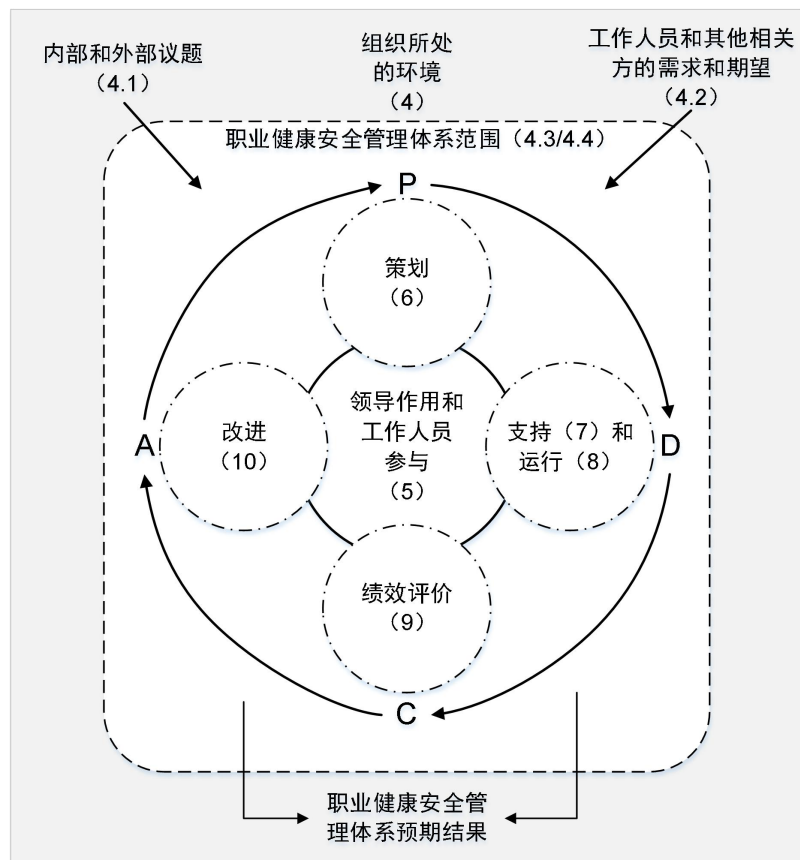 内部和外部议题
（4.1）
组织所处
的环境
（4）
工作人员和其他相关
方的需求和期望
（4.2）
职业健康安全管理体系范围（4.3/4.4）
P
策划
（6）
改进
（10）
A
领导作用和
工作人员
参与
（5）
支持（7）和
运行（8）
D
绩效评价
（9）
C
职业健康安全管
理体系预期结果